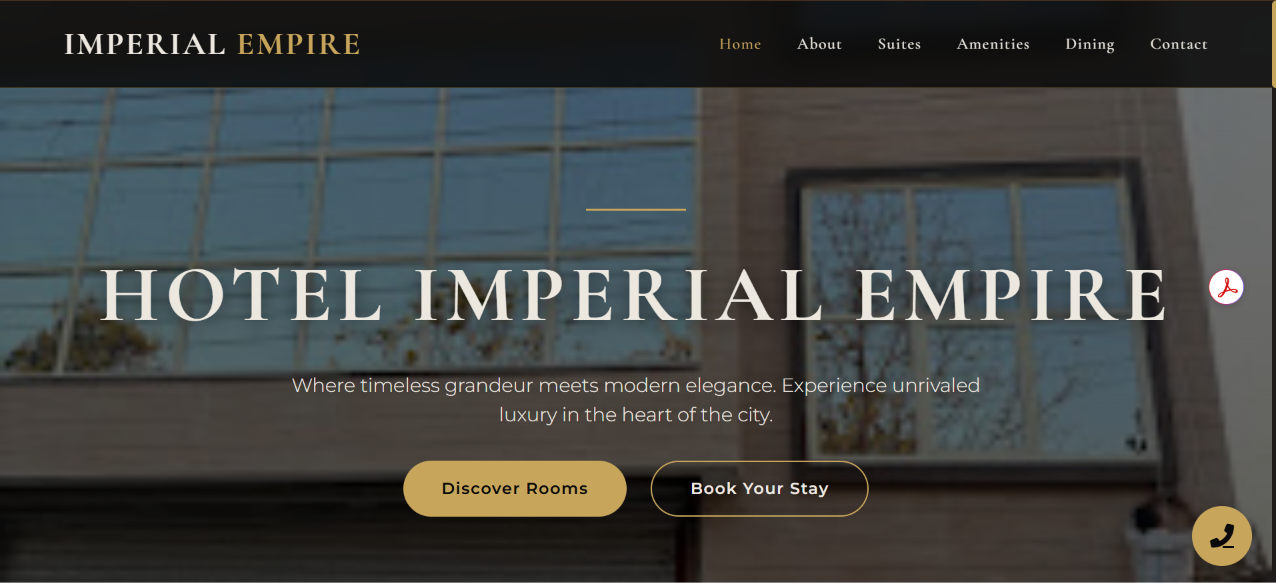 IMPERIAL EMPIRE
Home About Suites Amenities Dining Contact
HOTEL IMPERIAL EMPIRE
Where timeless grandeur meets modern elegance. Experience unrivaled
luxury in the heart of the city.
Discover Rooms
Book Your Stay